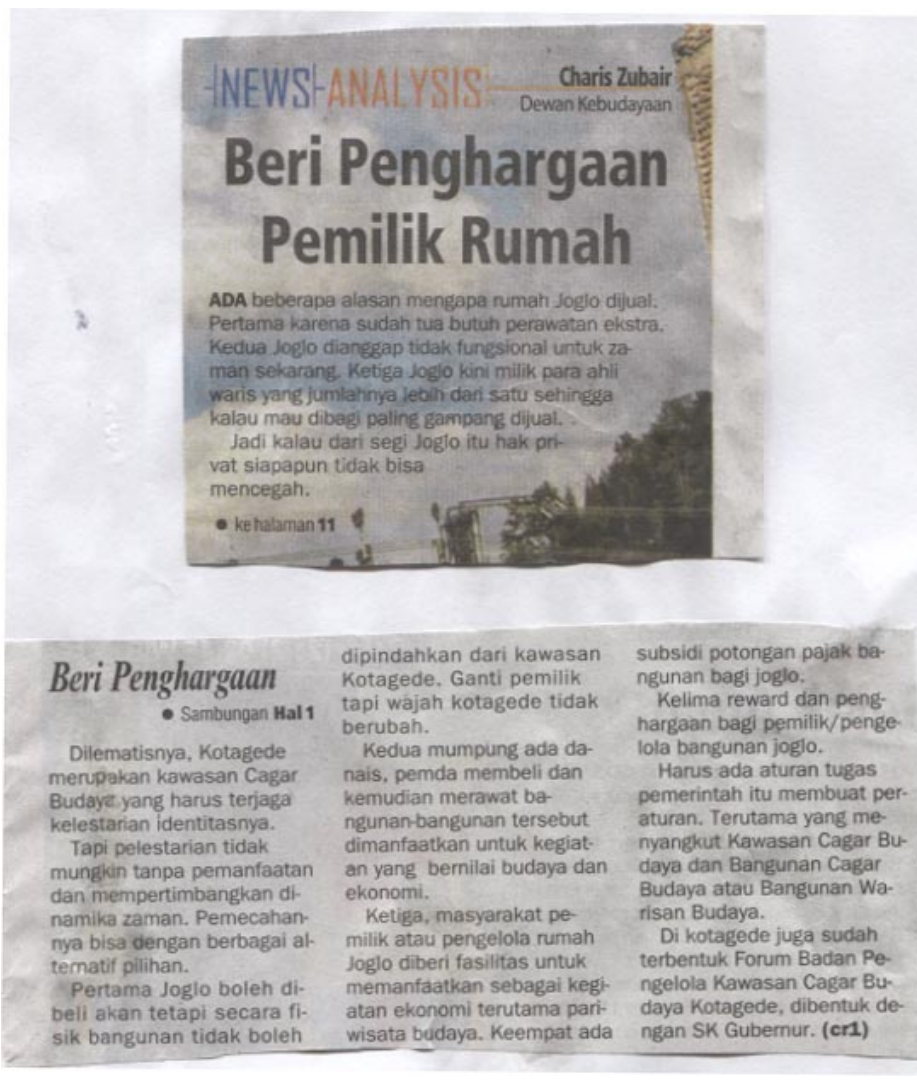 NEWS ANALYSIS
Charis Zubair
Dewan Kebudayaan
Beri Penghargaan
Pemilik Rumah
ADA beberapa alasan mengapa rumah Joglo dijual.
Pertama karena sudah tua butuh perawatan ekstra.
Kedua Joglo dianggap tidak fungsional untuk za-
man sekarang. Ketiga Joglo kini milik para ahli
waris yang jumlahnya lebih dari satu sehingga
kalau mau dibagi paling gampang dijual.
Jadi kalau dari segi Joglo itu hak pri-
vat siapapun tidak bisa
mencegah.
● ke halaman 11
Beri Penghargaan
● Sambungan Hal 1
Dilematisnya, Kotagede
merupakan kawasan Cagar
Budaya yang harus terjaga
kelestarian identitasnya.
Tapi pelestarian tidak
mungkin tanpa pemanfaatan
dan mempertimbangkan di-
namika zaman. Pemecahan-
nya bisa dengan berbagai al-
ternatif pilihan.
Pertama Joglo boleh di-
beli akan tetapi secara fi-
sik bangunan tidak boleh
dipindahkan dari kawasan
Kotagede. Ganti pemilik
tapi wajah kotagede tidak
berubah.
Kedua mumpung ada da-
nais, pemda membeli dan
kemudian merawat ba-
ngunan-bangunan tersebut
dimanfaatkan untuk kegiat-
an yang bernilai budaya dan
ekonomi.
Ketiga, masyarakat pe-
milik atau pengelola rumah
Joglo diberi fasilitas untuk
memanfaatkan sebagai kegi-
atan ekonomi terutama pari-
wisata budaya. Keempat ada
subsidi potongan pajak ba-
ngunan bagi joglo.
Kelima reward dan peng-
hargaan bagi pemilik/penge-
lola bangunan joglo.
Harus ada aturan tugas
pemerintah itu membuat per-
aturan. Terutama yang me-
nyangkut Kawasan Cagar Bu-
daya dan Bangunan Cagar
Budaya atau Bangunan Wa-
risan Budaya.
Di kotagede juga sudah
terbentuk Forum Badan Pe-
ngelola Kawasan Cagar Bu-
daya Kotagede, dibentuk de-
ngan SK Gubernur. (cr1)